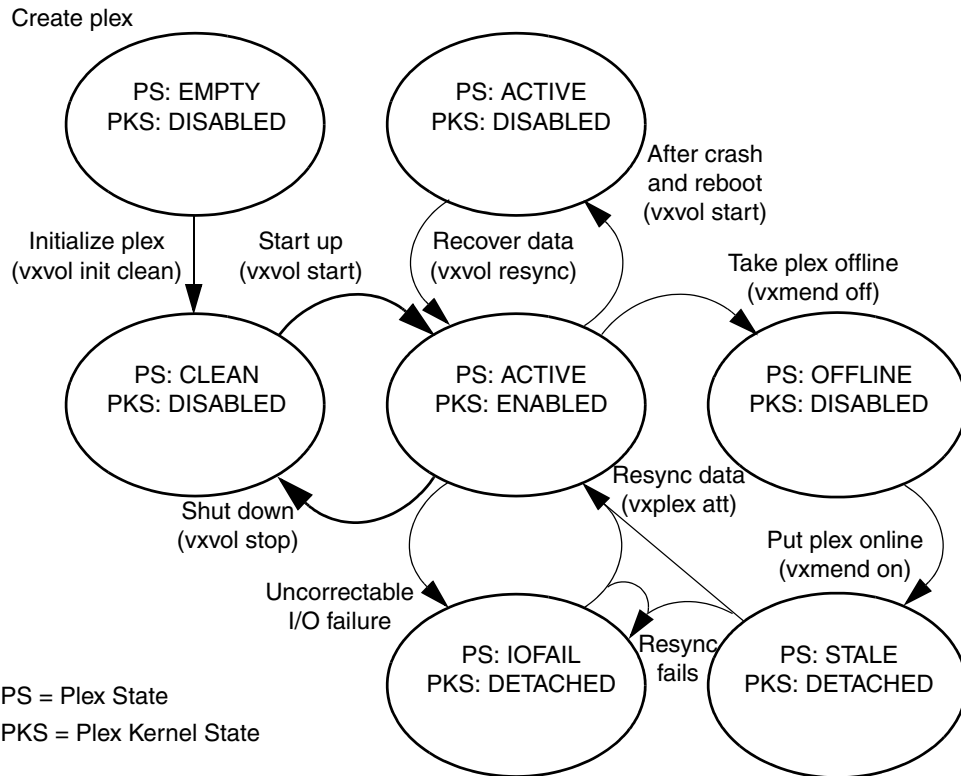 Create plex
PS: EMPTY
PKS: DISABLED
PS: ACTIVE
PKS: DISABLED
After crash
and reboot
(vxvol start)
Initialize plex
(vxvol init clean)
Start up
(vxvol start)
Recover data
(vxvol resync)
Take plex offline
(vxmend off)
PS: CLEAN
PKS: DISABLED
PS: ACTIVE
PKS: ENABLED
PS: OFFLINE
PKS: DISABLED
Shut down
(vxvol stop)
Resync data
(vxplex att)
Put plex online
(vxmend on)
Uncorrectable
I/O failure
PS: IOFAIL
PKS: DETACHED
Resync
fails
PS: STALE
PKS: DETACHED
PS = Plex State
PKS = Plex Kernel State